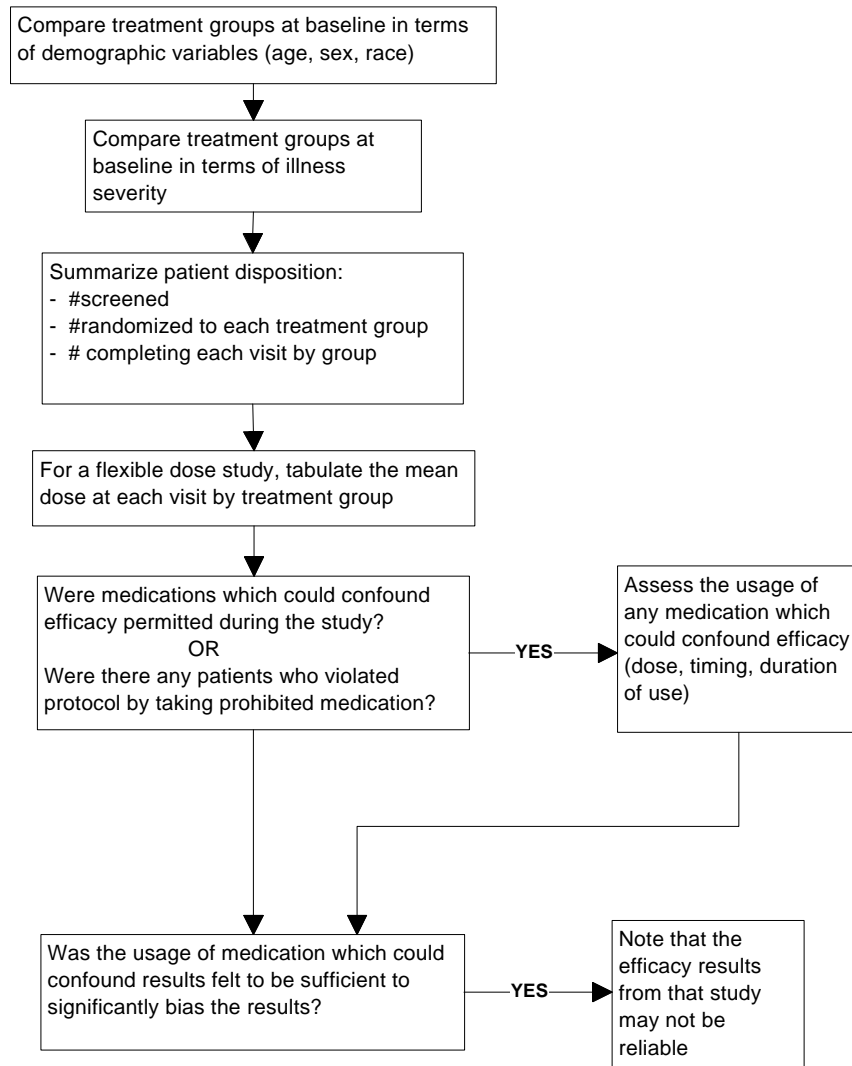 Compare treatment groups at baseline in terms
of demographic variables (age, sex, race)
Compare treatment groups at
baseline in terms of illness
severity
Summarize patient disposition:
- #screened
- #randomized to each treatment group
- # completing each visit by group
For a flexible dose study, tabulate the mean
dose at each visit by treatment group
Were medications which could confound
efficacy permitted during the study?
OR
Were there any patients who violated
protocol by taking prohibited medication?
YES
Assess the usage of
any medication which
could confound efficacy
(dose, timing, duration
of use)
Was the usage of medication which could
confound results felt to be sufficient to
significantly bias the results?
YES
Note that the
efficacy results
from that study
may not be
reliable